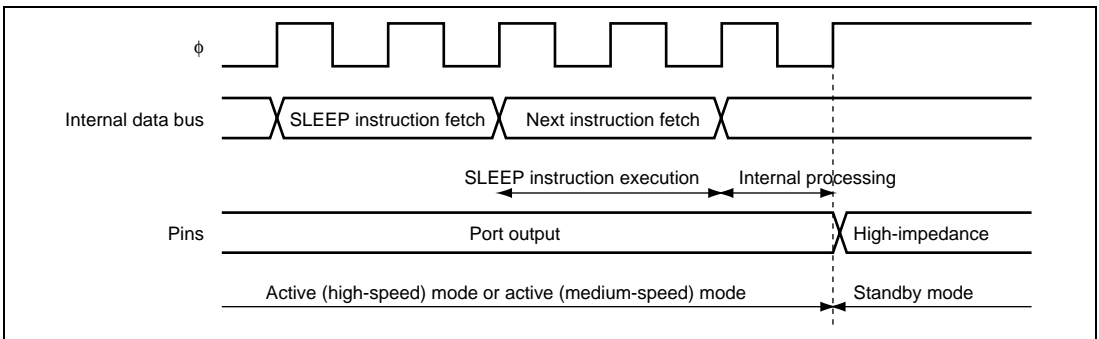 φ
Internal data bus
SLEEP instruction fetch
Next instruction fetch
SLEEP instruction execution
Internal processing
Pins
Port output
High-impedance
Active (high-speed) mode or active (medium-speed) mode
Standby mode